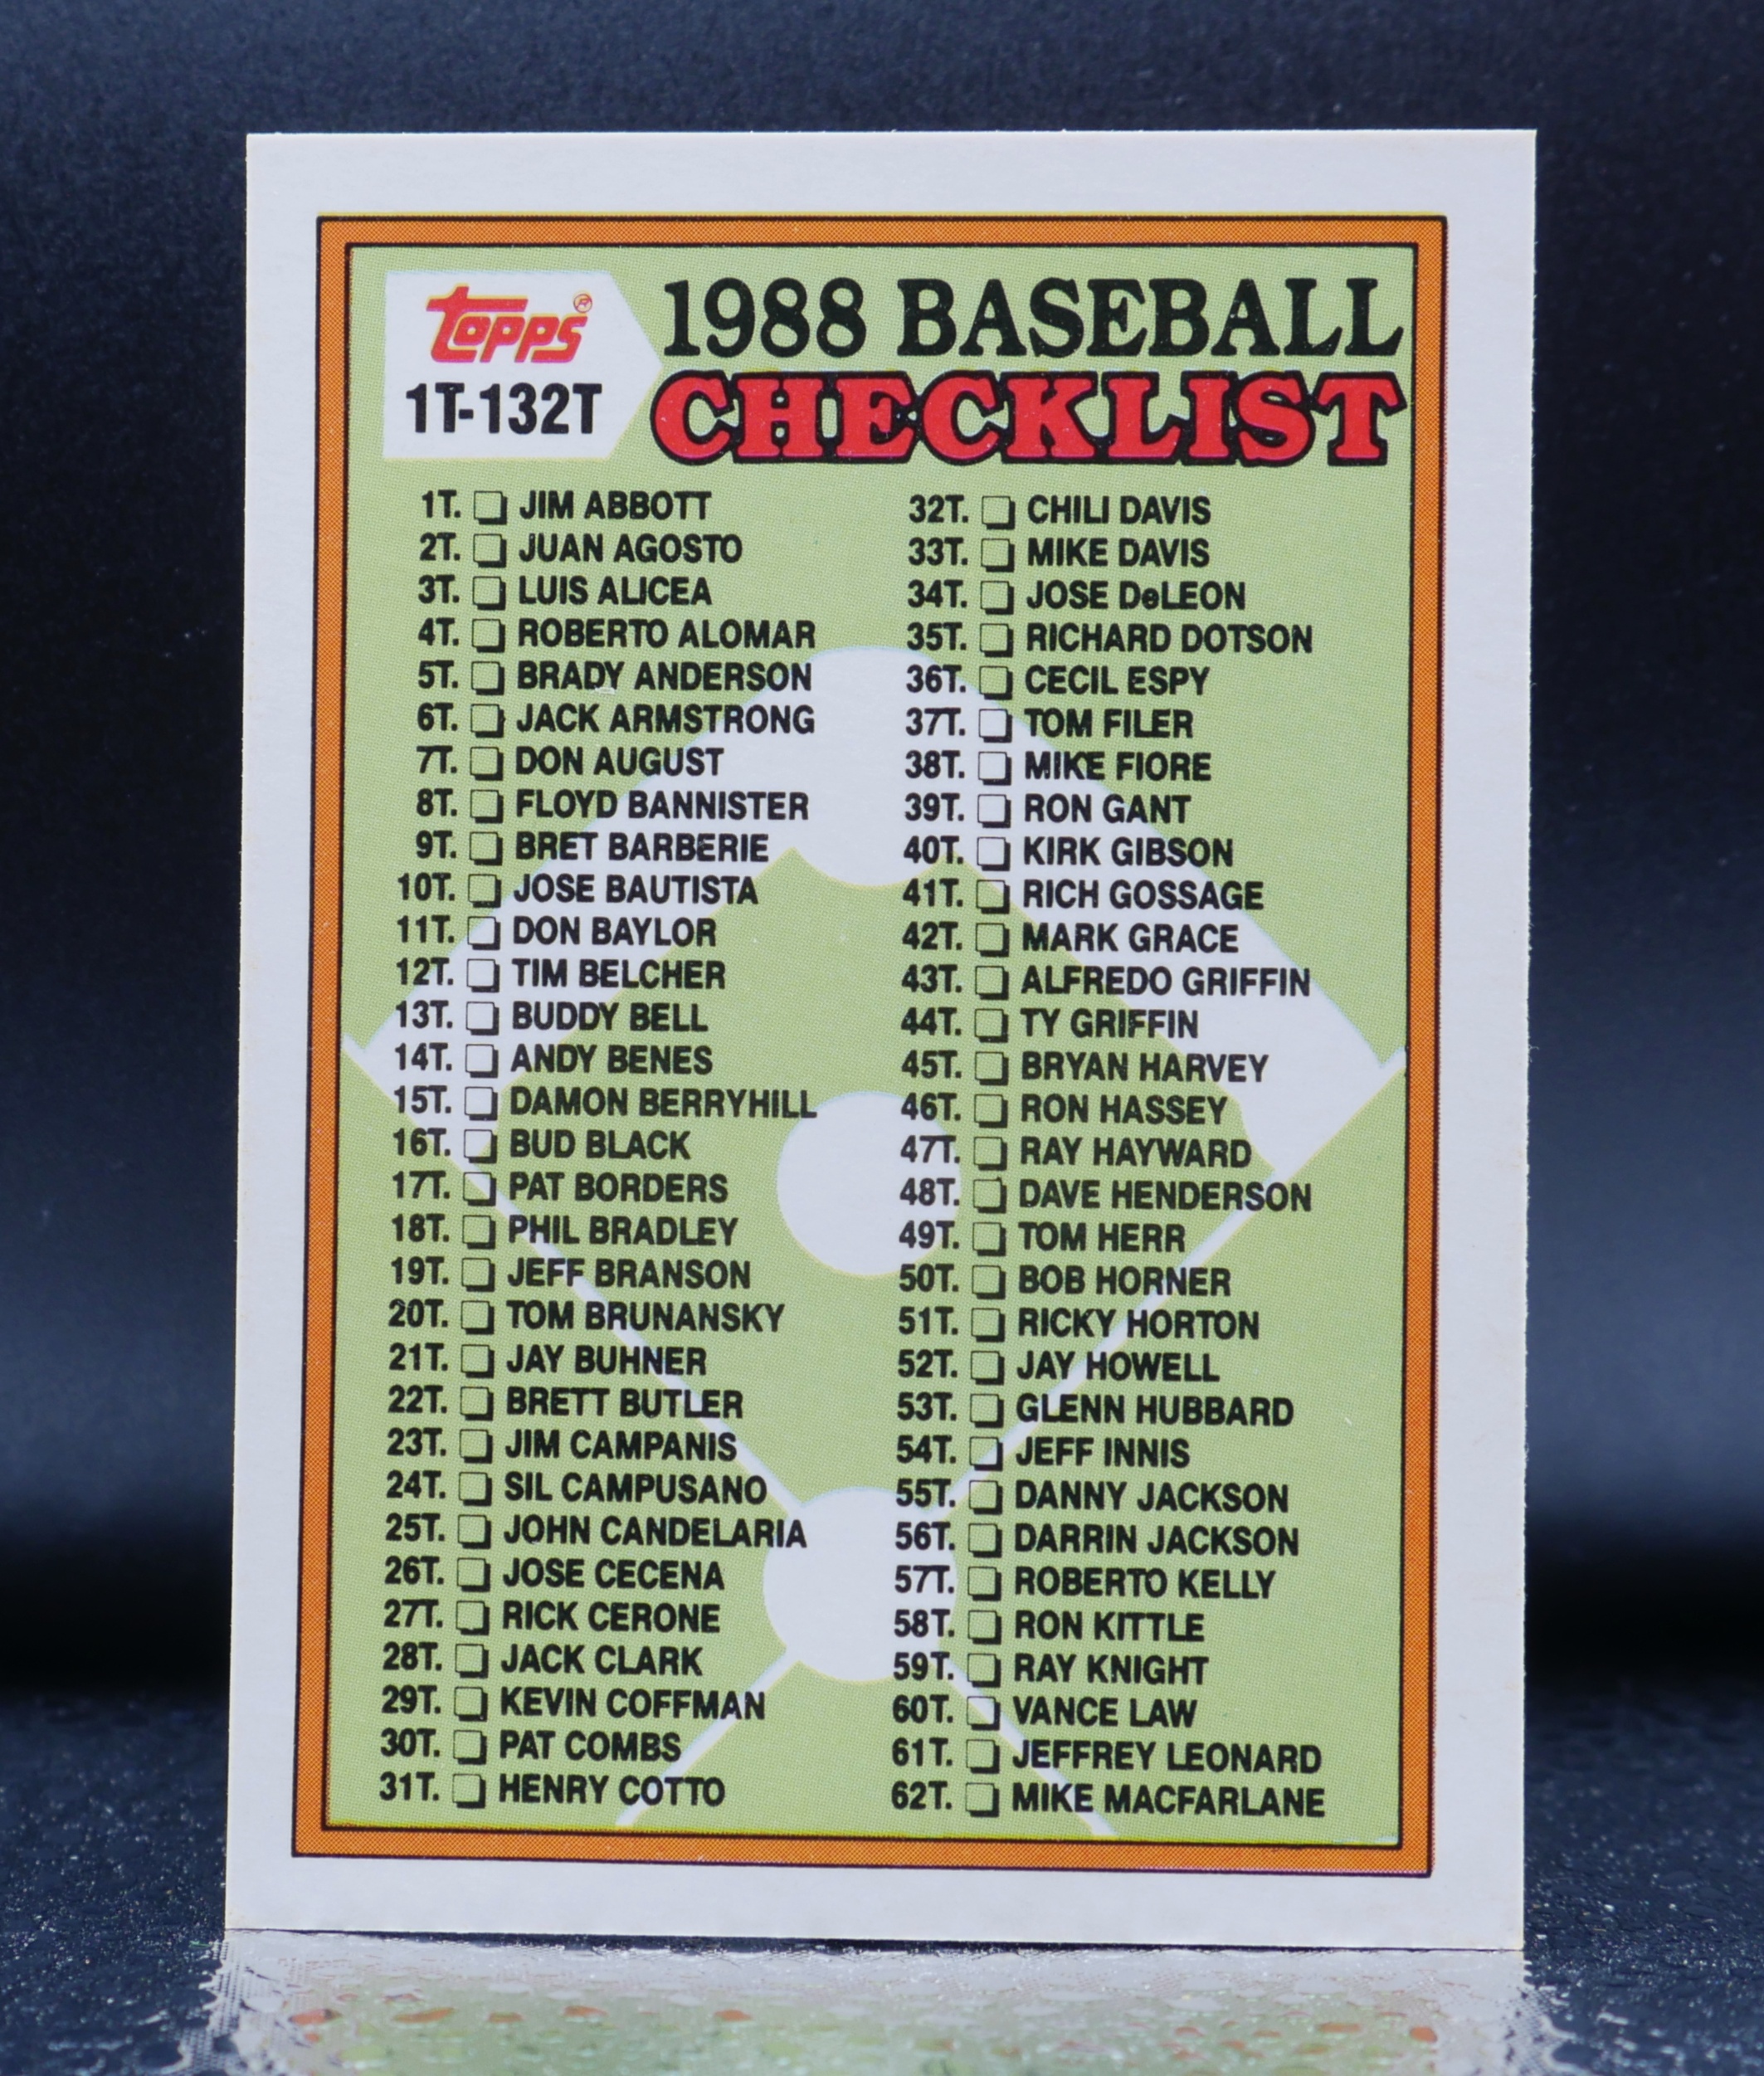 Topps®
1T-132T
1988 BASEBALL
CHECKLIST
1T. JIM ABBOTT
2T. JUAN AGOSTO
3T. LUIS ALICEA
4T. ROBERTO ALOMAR
5T. BRADY ANDERSON
6T. JACK ARMSTRONG
7T. DON AUGUST
8T. FLOYD BANNISTER
9T. BRET BARBERIE
10T. JOSE BAUTISTA
11T. DON BAYLOR
12T. TIM BELCHER
13T. BUDDY BELL
14T. ANDY BENES
15T. DAMON BERRYHILL
16T. BUD BLACK
17T. PAT BORDERS
18T. PHIL BRADLEY
19T. JEFF BRANSON
20T. TOM BRUNANSKY
21T. JAY BUHNER
22T. BRETT BUTLER
23T. JIM CAMPANIS
24T. SIL CAMPUSANO
25T. JOHN CANDELARIA
26T. JOSE CECENA
27T. RICK CERONE
28T. JACK CLARK
29T. KEVIN COFFMAN
30T. PAT COMBS
31T. HENRY COTTO
32T. CHILI DAVIS
33T. MIKE DAVIS
34T. JOSE DeLEON
35T. RICHARD DOTSON
36T. CECIL ESPY
37T. TOM FILER
38T. MIKE FIORE
39T. RON GANT
40T. KIRK GIBSON
41T. RICH GOSSAGE
42T. MARK GRACE
43T. ALFREDO GRIFFIN
44T. TY GRIFFIN
45T. BRYAN HARVEY
46T. RON HASSEY
47T. RAY HAYWARD
48T. DAVE HENDERSON
49T. TOM HERR
50T. BOB HORNER
51T. RICKY HORTON
52T. JAY HOWELL
53T. GLENN HUBBARD
54T. JEFF INNIS
55T. DANNY JACKSON
56T. DARRIN JACKSON
57T. ROBERTO KELLY
58T. RON KITTLE
59T. RAY KNIGHT
60T. VANCE LAW
61T. JEFFREY LEONARD
62T. MIKE MACFARLANE